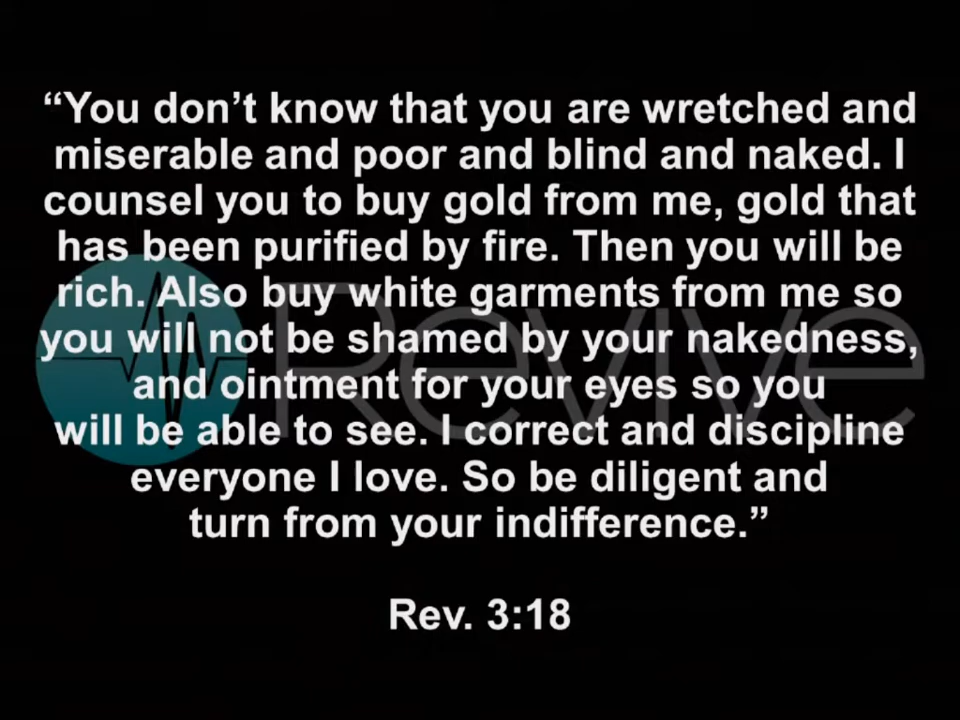 “You don’t know that you are wretched and
miserable and poor and blind and naked. I
counsel you to buy gold from me, gold that
has been purified by fire. Then you will be
rich. Also buy white garments from me so
you will not be shamed by your nakedness,
and ointment for your eyes so you
will be able to see. I correct and discipline
everyone I love. So be diligent and
turn from your indifference.”
Rev. 3:18
Revive